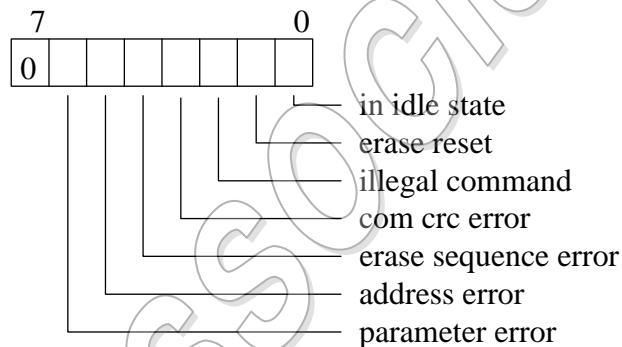 7 0
0
in idle state
erase reset
illegal command
com crc error
erase sequence error
address error
parameter error